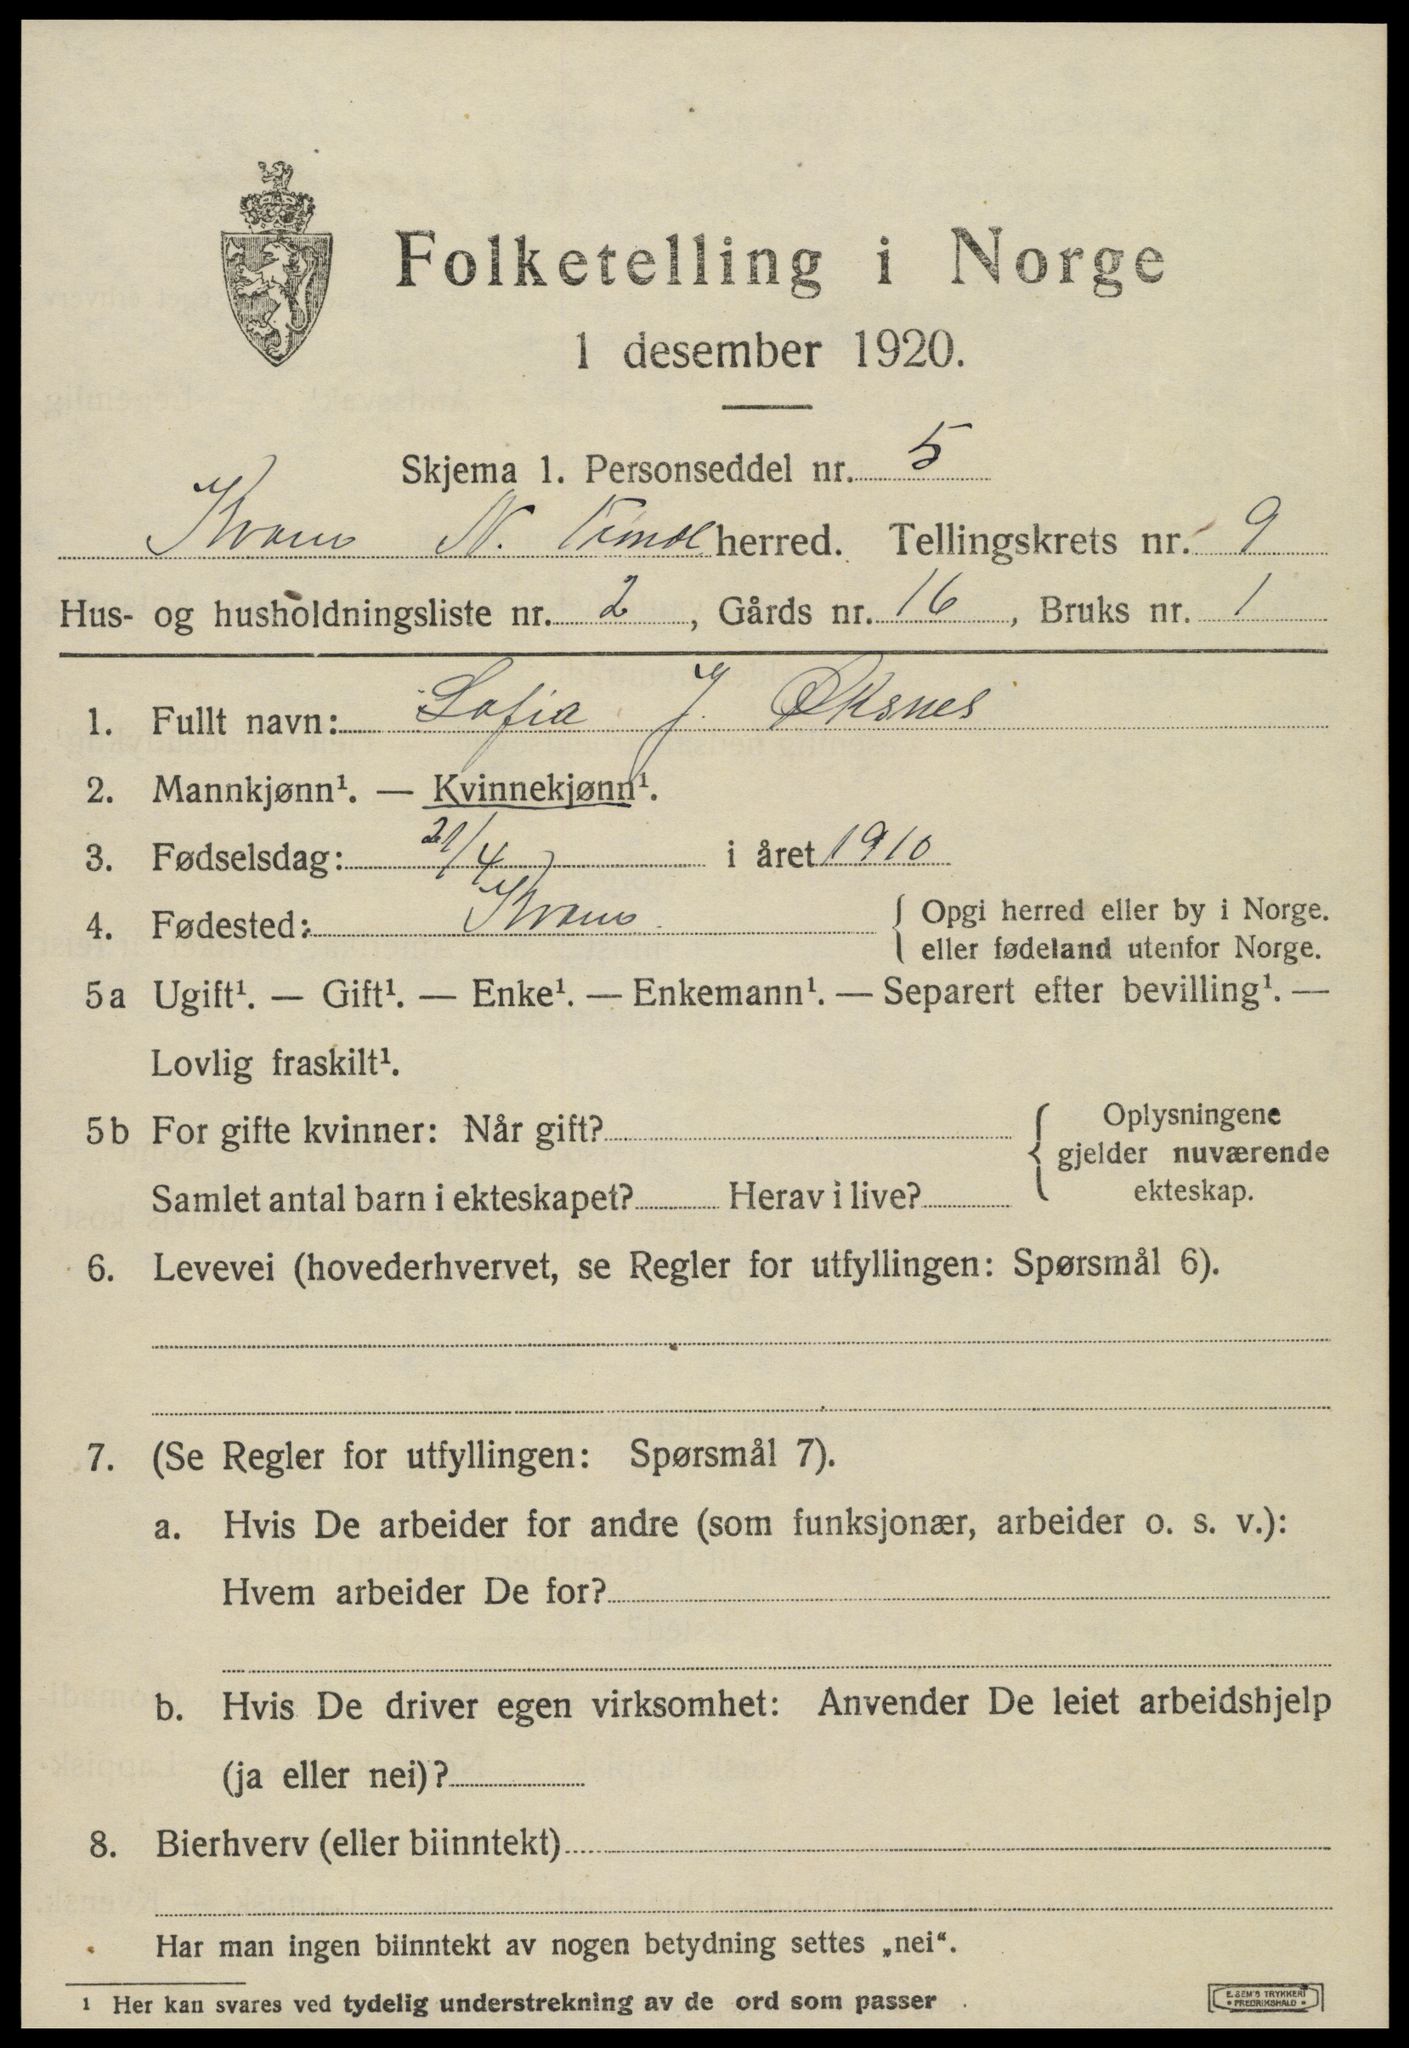 Folketelling i Norge
1 desember 1920.
Skjema 1. Personseddel nr. 5
Kvam N. Trondl herred. Tellingskrets nr. 9
Hus- og husholdningsliste nr. 2, Gårds nr. 16, Bruks nr. 1
1. Fullt navn: Sofia J. Øksnes
2. Mannkjønn¹. — Kvinnekjønn¹.
3. Fødselsdag: 21/4 i året 1910
4. Fødested: Kvam { Opgi herred eller by i Norge.
eller fødeland utenfor Norge.
5a Ugift¹. — Gift¹. — Enke¹. — Enkemann¹. — Separert efter bevilling¹. —
Lovlig fraskilt¹.
5b For gifte kvinner: Når gift? { Oplysningene
gjelder nuværende
Samlet antal barn i ekteskapet? Herav i live? ekteskap.
6. Levevei (hovederhvervet, se Regler for utfyllingen: Spørsmål 6).
7. (Se Regler for utfyllingen: Spørsmål 7).
a. Hvis De arbeider for andre (som funksjonær, arbeider o. s. v.):
Hvem arbeider De for?
b. Hvis De driver egen virksomhet: Anvender De leiet arbeidshjelp
(ja eller nei)?
8. Bierhverv (eller biinntekt)
Har man ingen biinntekt av nogen betydning settes „nei“.
¹ Her kan svares ved tydelig understrekning av de ord som passer
E. SEM'S TRYKKERI
• FREDRIKSHALD •